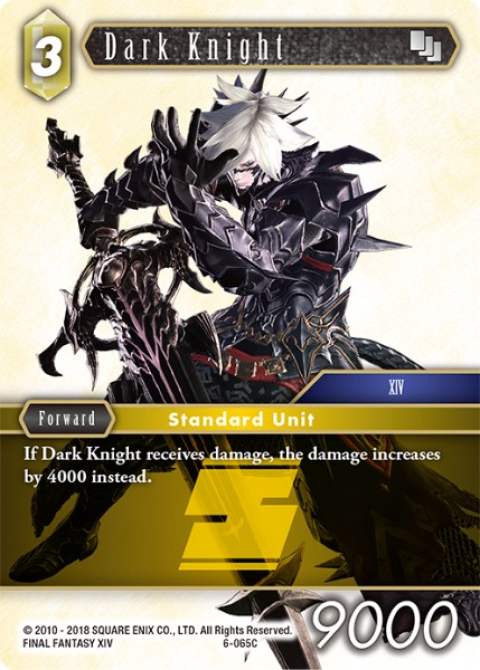 3
Dark Knight
XIV
Forward
Standard Unit
If Dark Knight receives damage, the damage increases
by 4000 instead.
© 2010 - 2018 SQUARE ENIX CO., LTD. All Rights Reserved.
FINAL FANTASY XIV
6-065C
9000